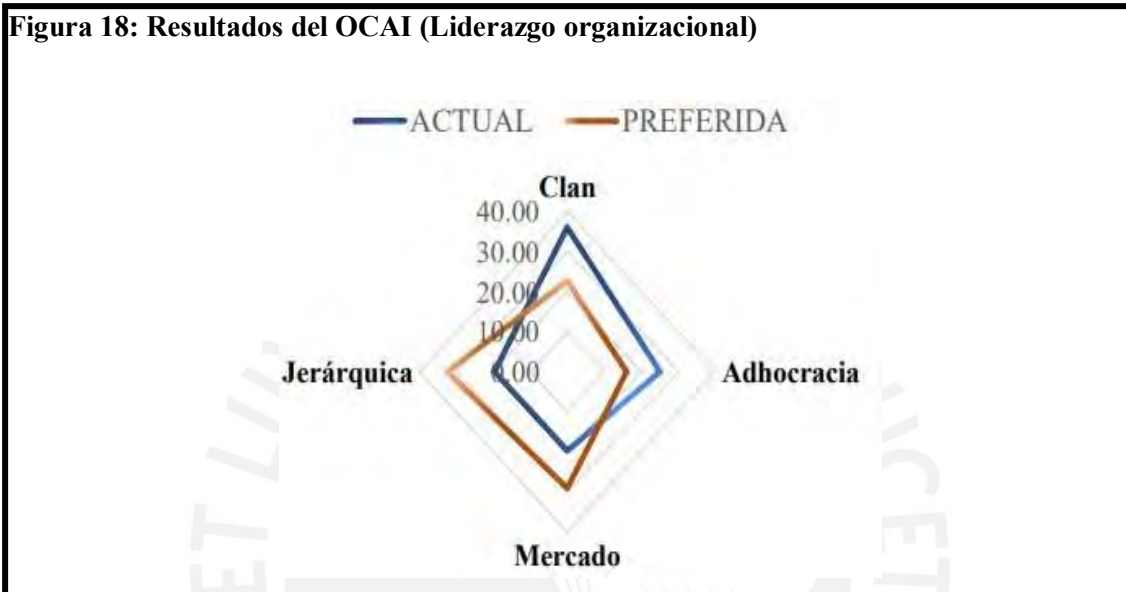 Figura 18: Resultados del OCAI (Liderazgo organizacional)
ACTUAL PREFERIDA
Clan
40.00
30.00
20.00
10.00
0.00
Jerárquica
Adhocracia
Mercado